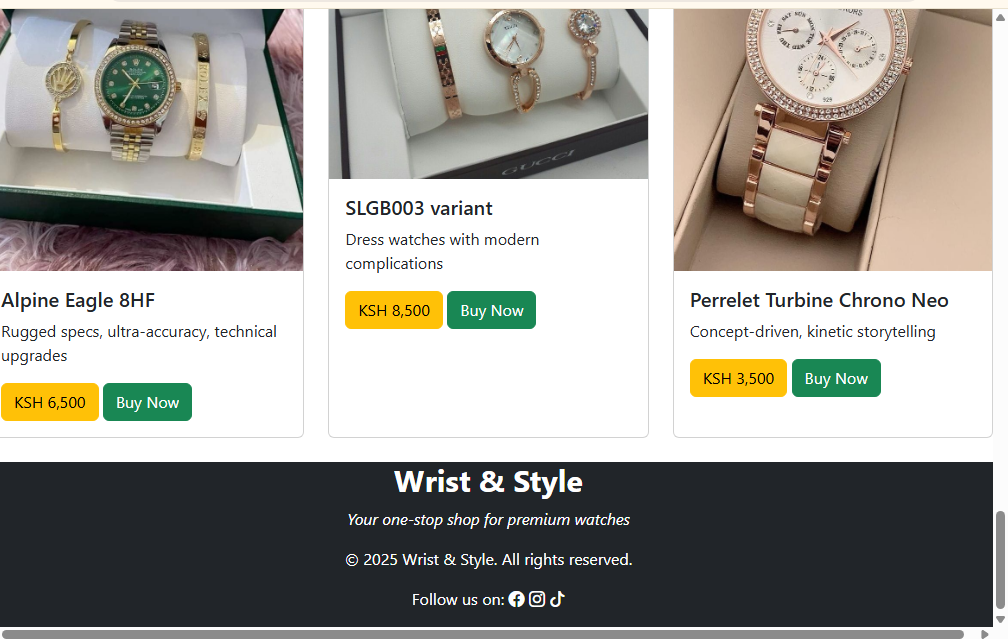 GUCCI
929
Alpine Eagle 8HF
Rugged specs, ultra-accuracy, technical
upgrades
KSH 6,500
Buy Now
SLGB003 variant
Dress watches with modern
complications
KSH 8,500
Buy Now
Perrelet Turbine Chrono Neo
Concept-driven, kinetic storytelling
KSH 3,500
Buy Now
Wrist & Style
Your one-stop shop for premium watches
© 2025 Wrist & Style. All rights reserved.
Follow us on: